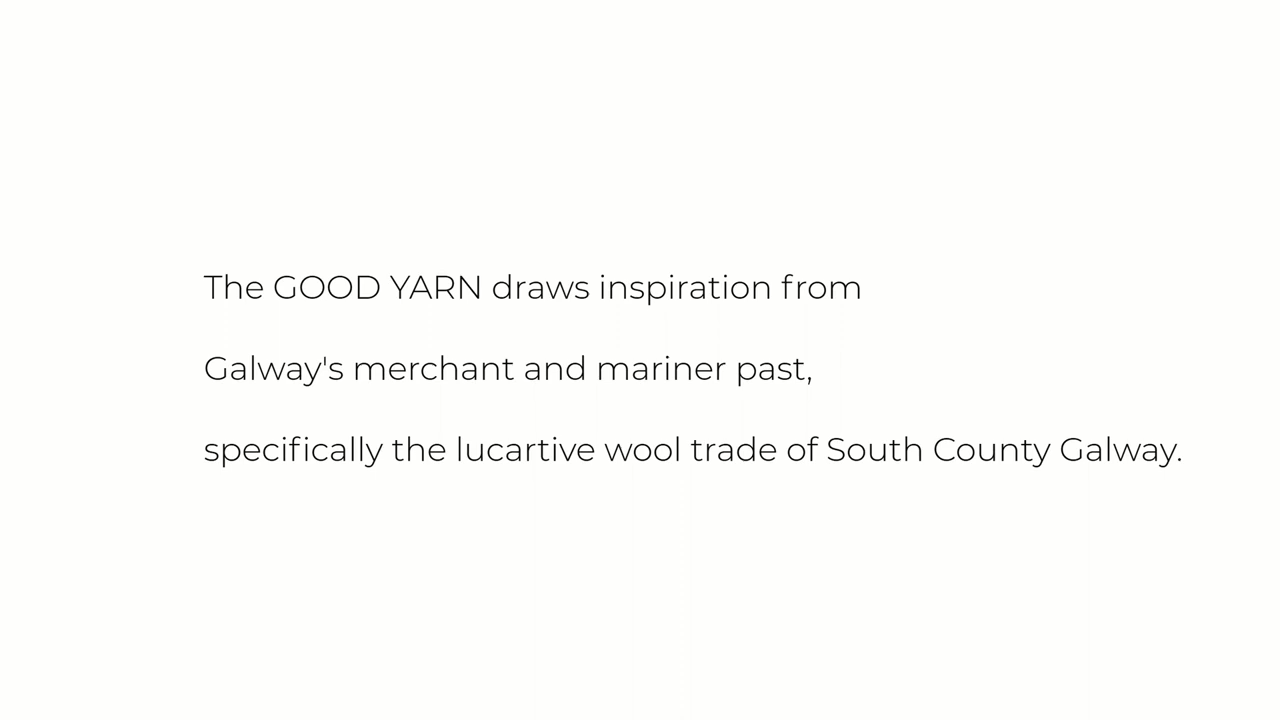 The GOOD YARN draws inspiration from
Galway's merchant and mariner past,
specifically the lucartive wool trade of South County Galway.